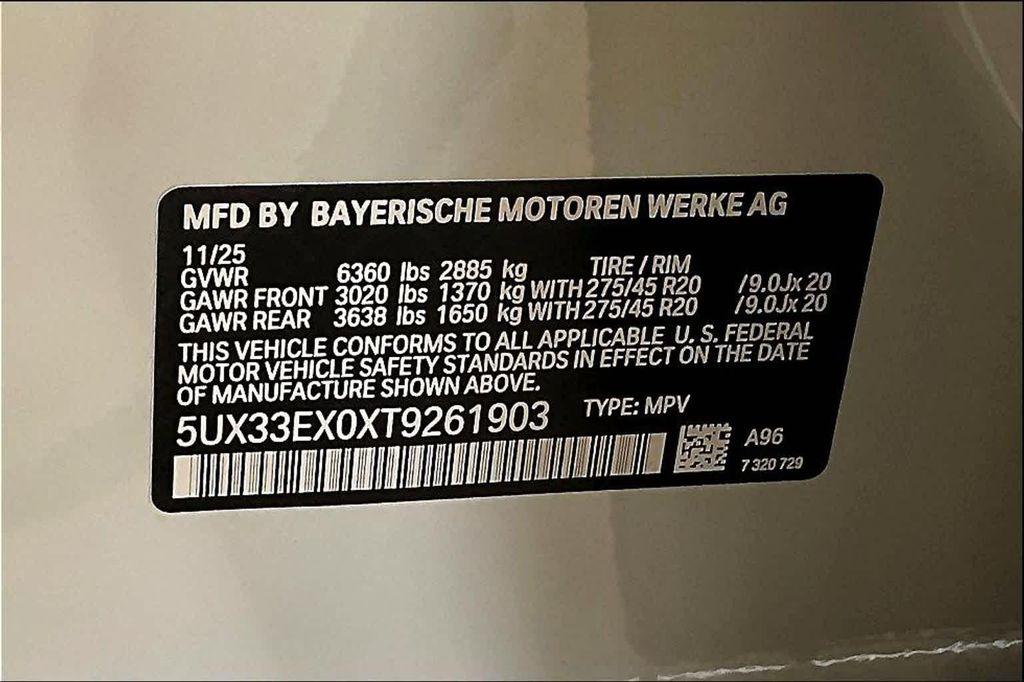 MFD BY BAYERISCHE MOTOREN WERKE AG
11/25
GVWR 6360 lbs 2885 kg TIRE / RIM
GAWR FRONT 3020 lbs 1370 kg WITH 275/45 R20 /9.0Jx 20
GAWR REAR 3638 lbs 1650 kg WITH 275/45 R20 /9.0Jx 20
THIS VEHICLE CONFORMS TO ALL APPLICABLE U. S. FEDERAL
MOTOR VEHICLE SAFETY STANDARDS IN EFFECT ON THE DATE
OF MANUFACTURE SHOWN ABOVE.
5UX33EX0XT9261903 TYPE: MPV
A96
7 320 729